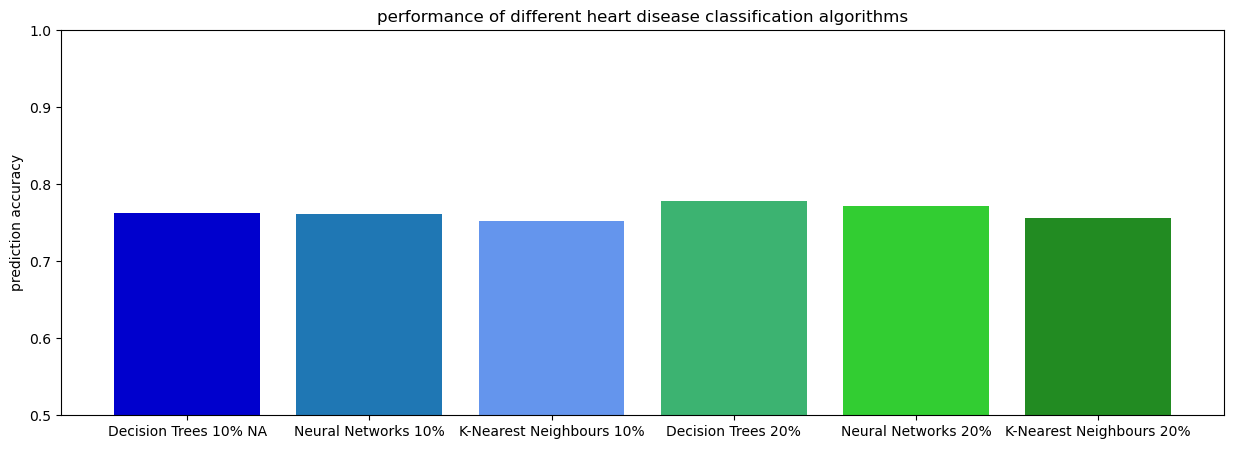 performance of different heart disease classification algorithms
prediction accuracy
1.0
0.9
0.8
0.7
0.6
0.5
Decision Trees 10% NA
Neural Networks 10%
K-Nearest Neighbours 10%
Decision Trees 20%
Neural Networks 20%
K-Nearest Neighbours 20%